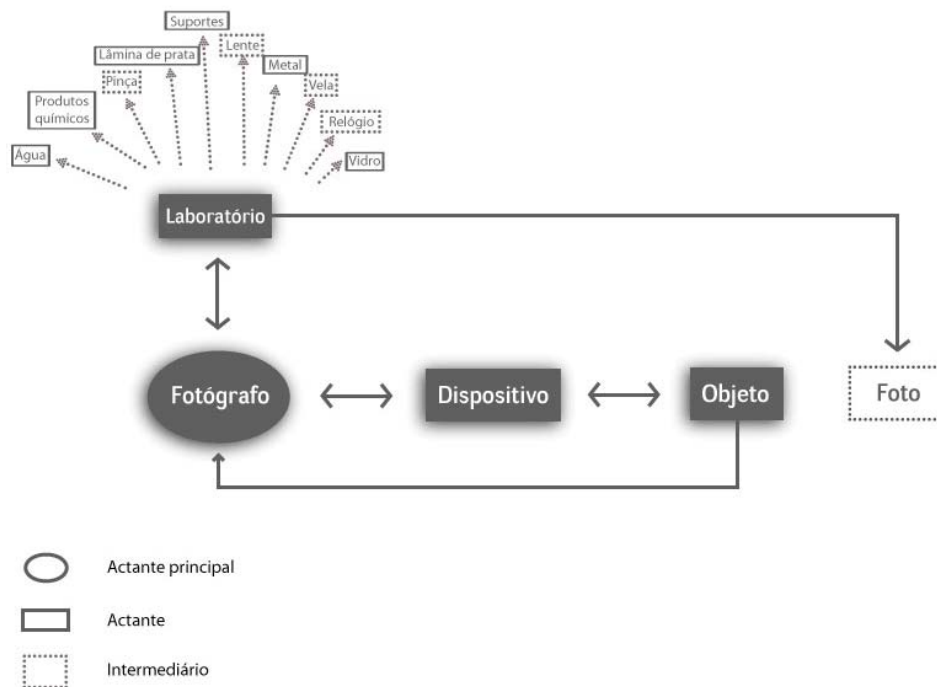 Suportes
Lente
Lâmina de prata
Metal
Pinça
Vela
Produtos
químicos
Relógio
Água
Vidro
Laboratório
Fotógrafo
Dispositivo
Objeto
Foto
Actante principal
Actante
Intermediário